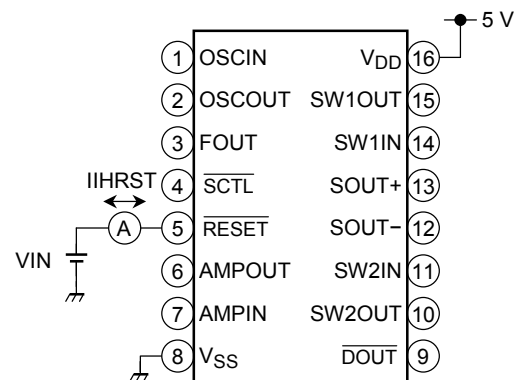 5 V
1 OSCIN VDD 16
2 OSCOUT SW1OUT 15
3 FOUT SW1IN 14
IIHRST
4 SCTL SOUT+ 13
A 5 RESET SOUT− 12
VIN
6 AMPOUT SW2IN 11
7 AMPIN SW2OUT 10
8 VSS DOUT 9